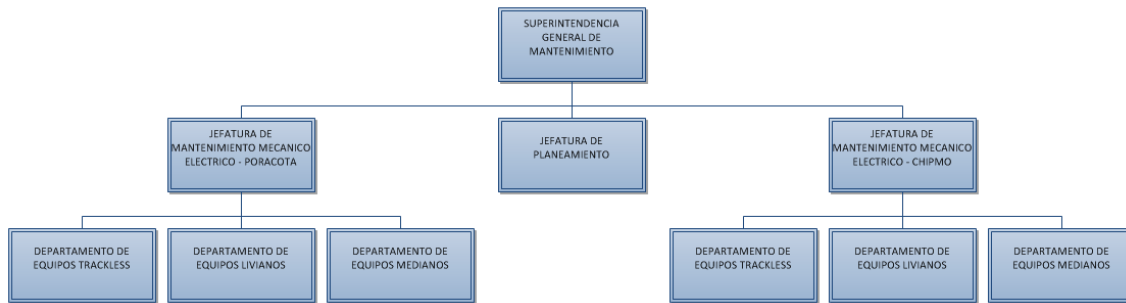 SUPERINTENDENCIA
GENERAL DE
MANTENIMIENTO
JEFATURA DE
MANTENIMIENTO MECANICO
ELECTRICO - PORACOTA
JEFATURA DE
PLANEAMIENTO
JEFATURA DE
MANTENIMIENTO MECANICO
ELECTRICO - CHIPMO
DEPARTAMENTO DE
EQUIPOS TRACKLESS
DEPARTAMENTO DE
EQUIPOS LIVIANOS
DEPARTAMENTO DE
EQUIPOS MEDIANOS
DEPARTAMENTO DE
EQUIPOS TRACKLESS
DEPARTAMENTO DE
EQUIPOS LIVIANOS
DEPARTAMENTO DE
EQUIPOS MEDIANOS